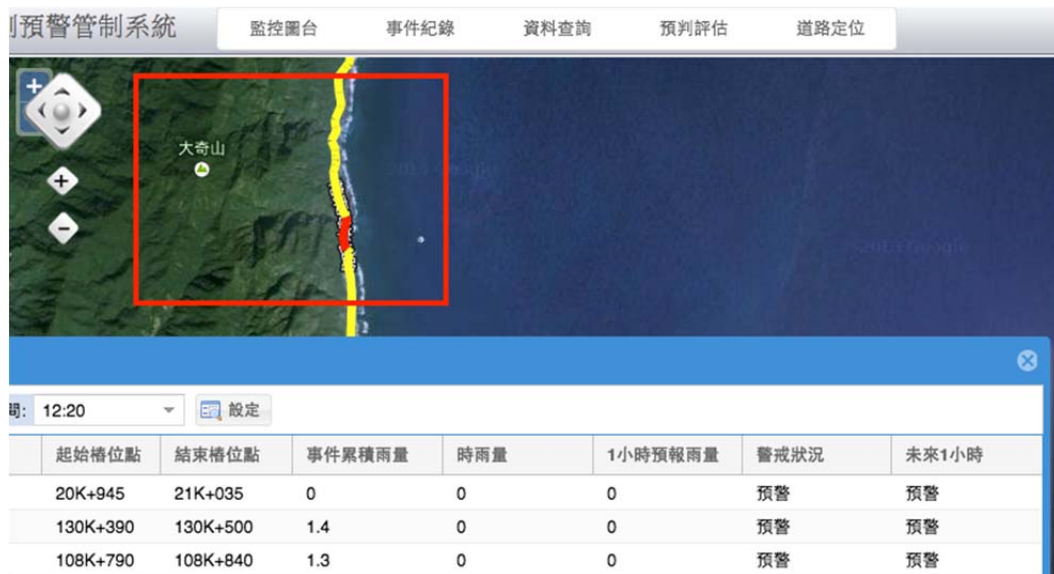 預警管制系統 監控圖台 事件紀錄 資料查詢 預判評估 道路定位
大奇山
間: 12:20 設定
起始樁位點 結束樁位點 事件累積雨量 時雨量 1小時預報雨量 警戒狀況 未來1小時
20K+945 21K+035 0 0 0 預警 預警
130K+390 130K+500 1.4 0 0 預警 預警
108K+790 108K+840 1.3 0 0 預警 預警